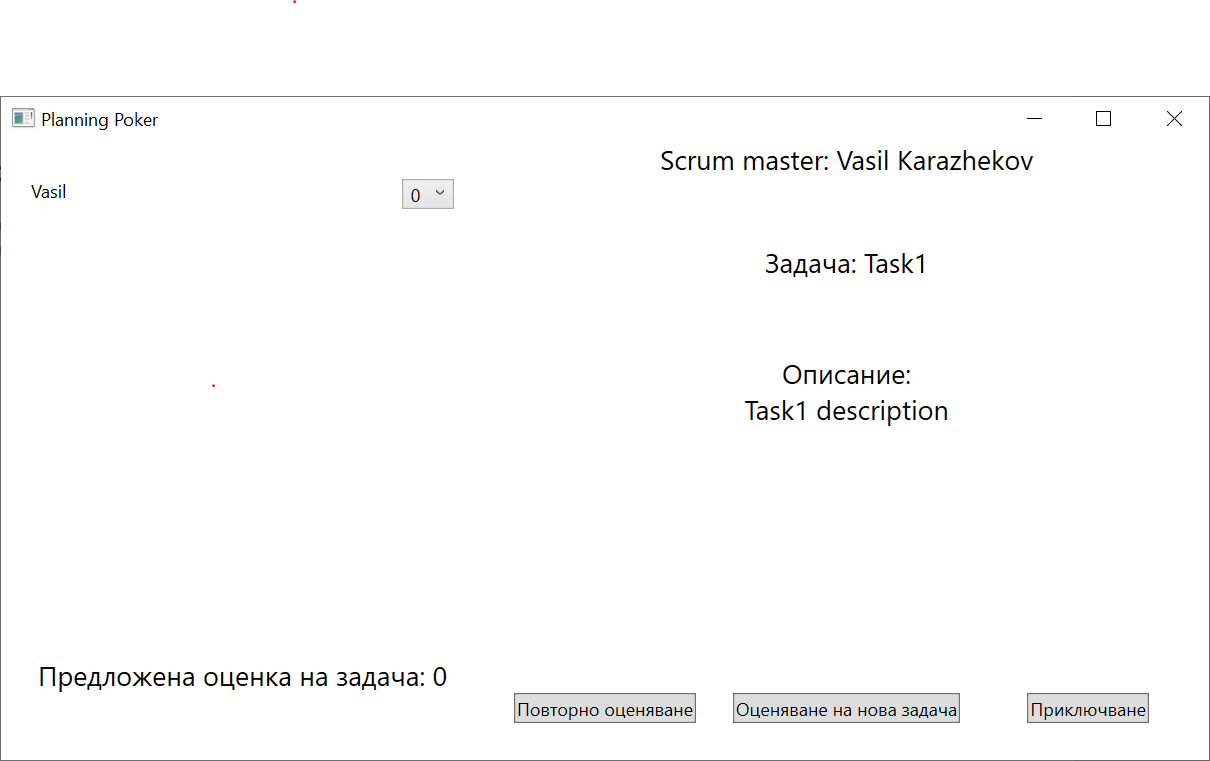 Planning Poker
Scrum master: Vasil Karazhekov
Vasil
0
Задача: Task1
Описание:
Task1 description
Предложена оценка на задача: 0
Повторно оценяване
Оценяване на нова задача
Приключване